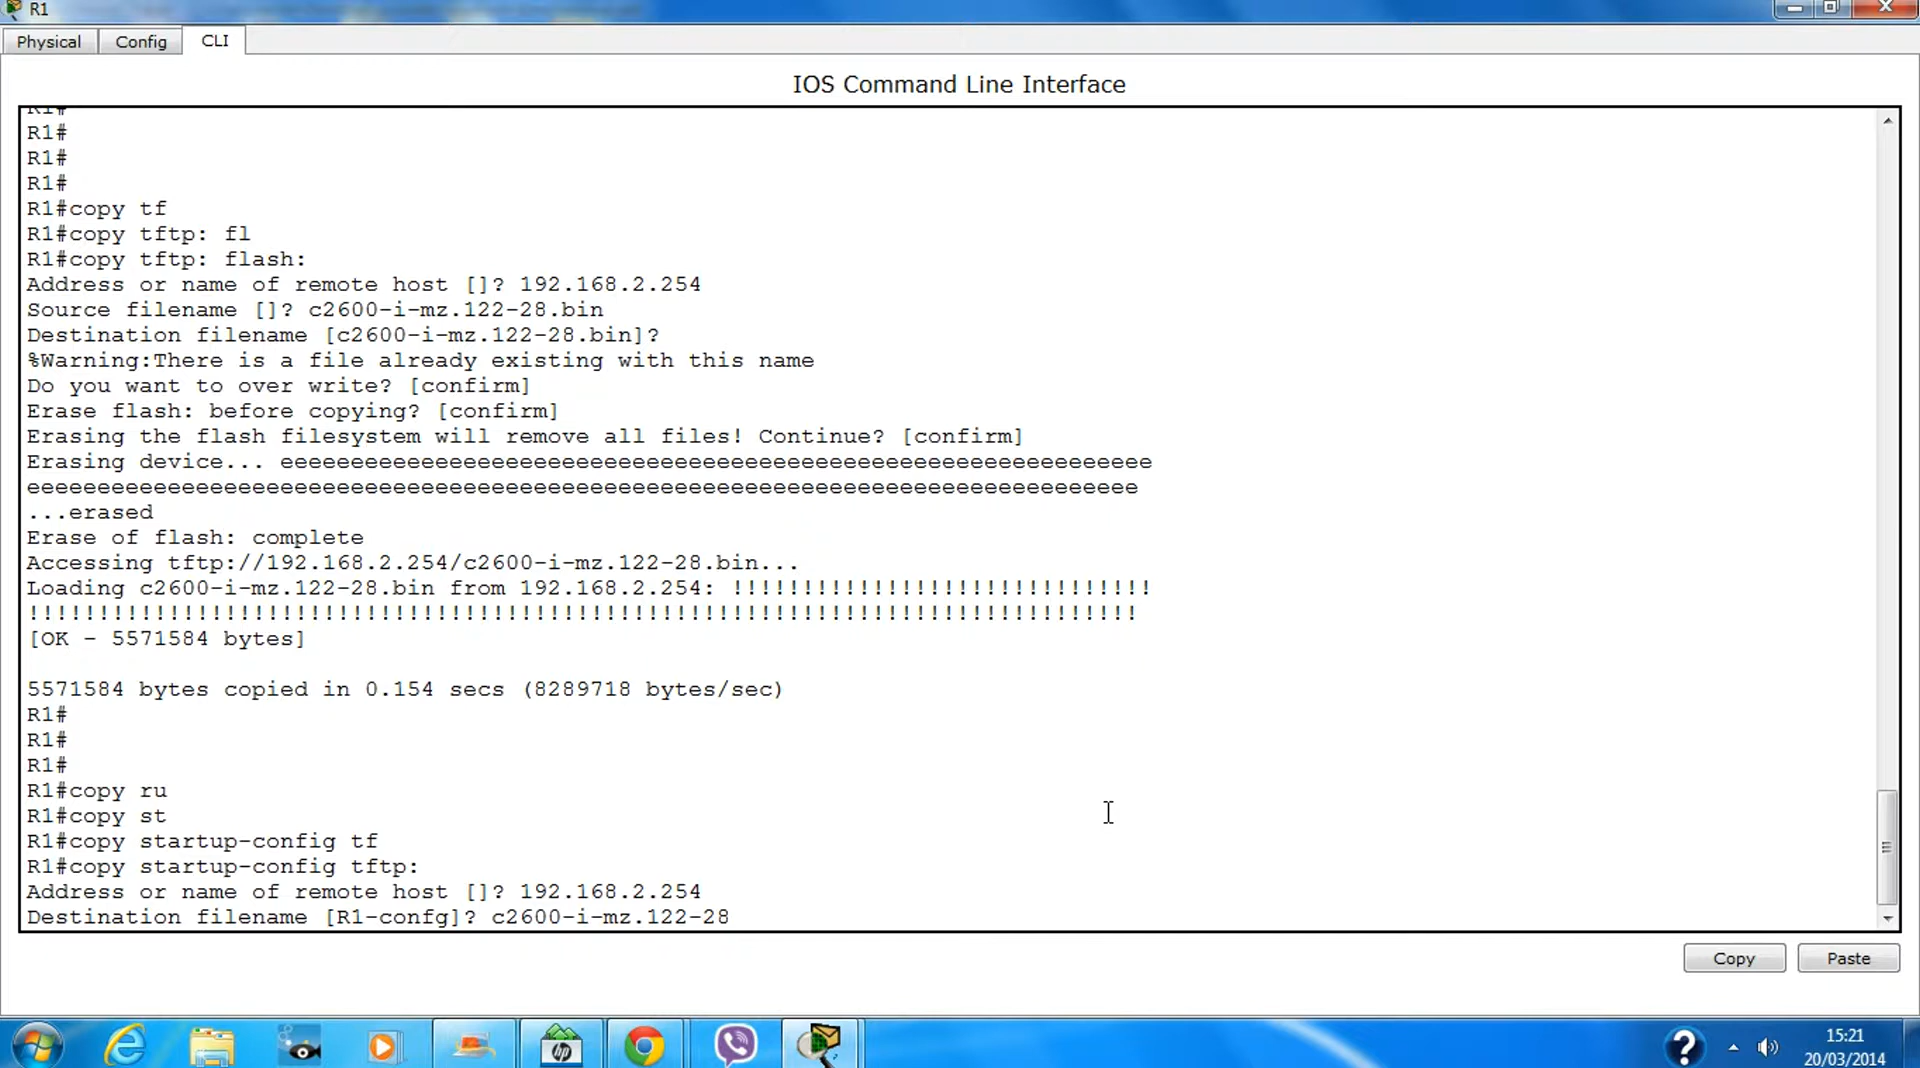 R1
Physical Config CLI
IOS Command Line Interface
R1#
R1#
R1#
R1#
R1#copy tf
R1#copy tftp: fl
R1#copy tftp: flash:
Address or name of remote host []? 192.168.2.254
Source filename []? c2600-i-mz.122-28.bin
Destination filename [c2600-i-mz.122-28.bin]?
%Warning:There is a file already existing with this name
Do you want to over write? [confirm]
Erase flash: before copying? [confirm]
Erasing the flash filesystem will remove all files! Continue? [confirm]
Erasing device... eeeeeeeeeeeeeeeeeeeeeeeeeeeeeeeeeeeeeeeeeeeeeeeeeeeeeeeeeeeeee
eeeeeeeeeeeeeeeeeeeeeeeeeeeeeeeeeeeeeeeeeeeeeeeeeeeeeeeeeeeeeeeeeeeeeeeeeeeeeee
...erased
Erase of flash: complete
Accessing tftp://192.168.2.254/c2600-i-mz.122-28.bin...
Loading c2600-i-mz.122-28.bin from 192.168.2.254: !!!!!!!!!!!!!!!!!!!!!!!!!!!!!!
!!!!!!!!!!!!!!!!!!!!!!!!!!!!!!!!!!!!!!!!!!!!!!!!!!!!!!!!!!!!!!!!!!!!!!!!!!!!!!!
[OK - 5571584 bytes]
5571584 bytes copied in 0.154 secs (8289718 bytes/sec)
R1#
R1#
R1#
R1#copy ru
R1#copy st
R1#copy startup-config tf
R1#copy startup-config tftp:
Address or name of remote host []? 192.168.2.254
Destination filename [R1-confg]? c2600-i-mz.122-28
Copy Paste
hp
15:21
20/03/2014